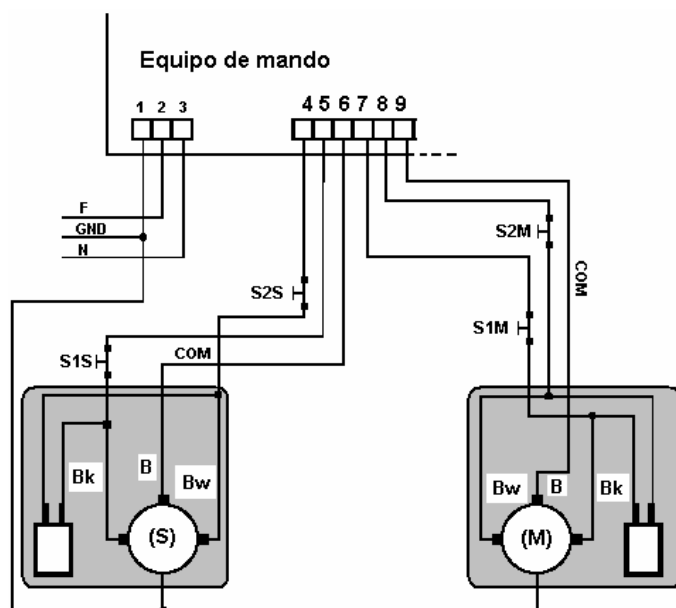 Equipo de mando
1 2 3
4 5 6 7 8 9
F
GND
N
S2M
S2S
COM
S1M
S1S
COM
Bk
B
Bw
Bw
B
Bk
(S)
(M)